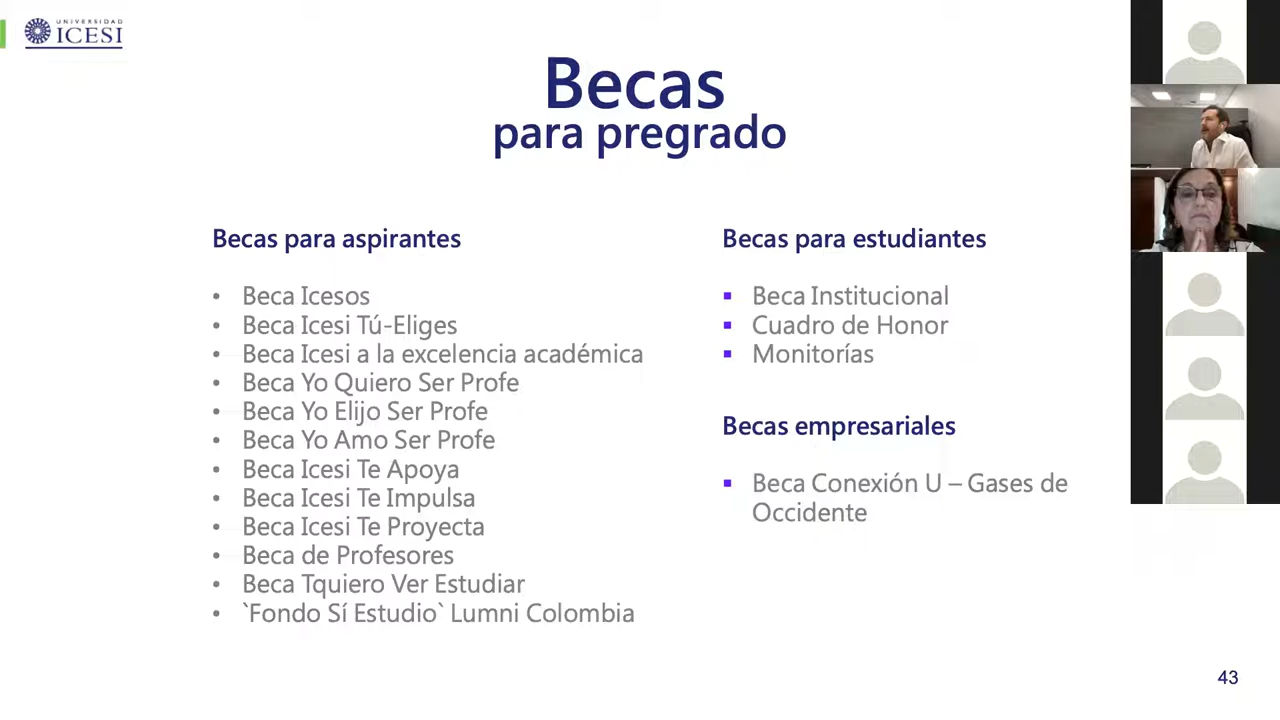 UNIVERSIDAD
ICESI
Becas
para pregrado
Becas para aspirantes
• Beca Icesos
• Beca Icesi Tú-Eliges
• Beca Icesi a la excelencia académica
• Beca Yo Quiero Ser Profe
• Beca Yo Elijo Ser Profe
• Beca Yo Amo Ser Profe
• Beca Icesi Te Apoya
• Beca Icesi Te Impulsa
• Beca Icesi Te Proyecta
• Beca de Profesores
• Beca Tquiero Ver Estudiar
• `Fondo Sí Estudio` Lumni Colombia
Becas para estudiantes
▪ Beca Institucional
▪ Cuadro de Honor
▪ Monitorías
Becas empresariales
▪ Beca Conexión U – Gases de
Occidente
43